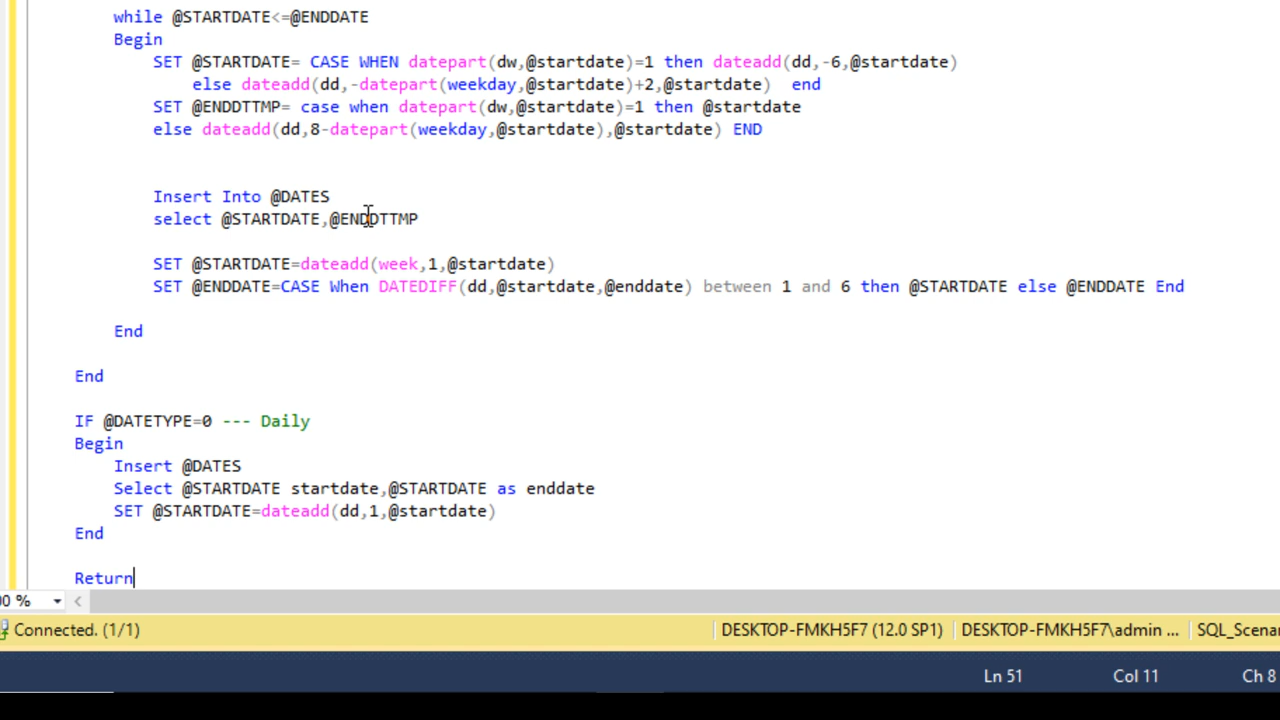 while @STARTDATE<=@ENDDATE
Begin
SET @STARTDATE= CASE WHEN datepart(dw,@startdate)=1 then dateadd(dd,-6,@startdate)
else dateadd(dd,-datepart(weekday,@startdate)+2,@startdate)  end
SET @ENDDTTMP= case when datepart(dw,@startdate)=1 then @startdate
else dateadd(dd,8-datepart(weekday,@startdate),@startdate) END
Insert Into @DATES
select @STARTDATE,@ENDDTTMP
SET @STARTDATE=dateadd(week,1,@startdate)
SET @ENDDATE=CASE When DATEDIFF(dd,@startdate,@enddate) between 1 and 6 then @STARTDATE else @ENDDATE End
End
End
IF @DATETYPE=0 --- Daily
Begin
Insert @DATES
Select @STARTDATE startdate,@STARTDATE as enddate
SET @STARTDATE=dateadd(dd,1,@startdate)
End
Return
00 %
Connected. (1/1) DESKTOP-FMKH5F7 (12.0 SP1) DESKTOP-FMKH5F7\admin ... SQL_Scenar
Ln 51 Col 11 Ch 8